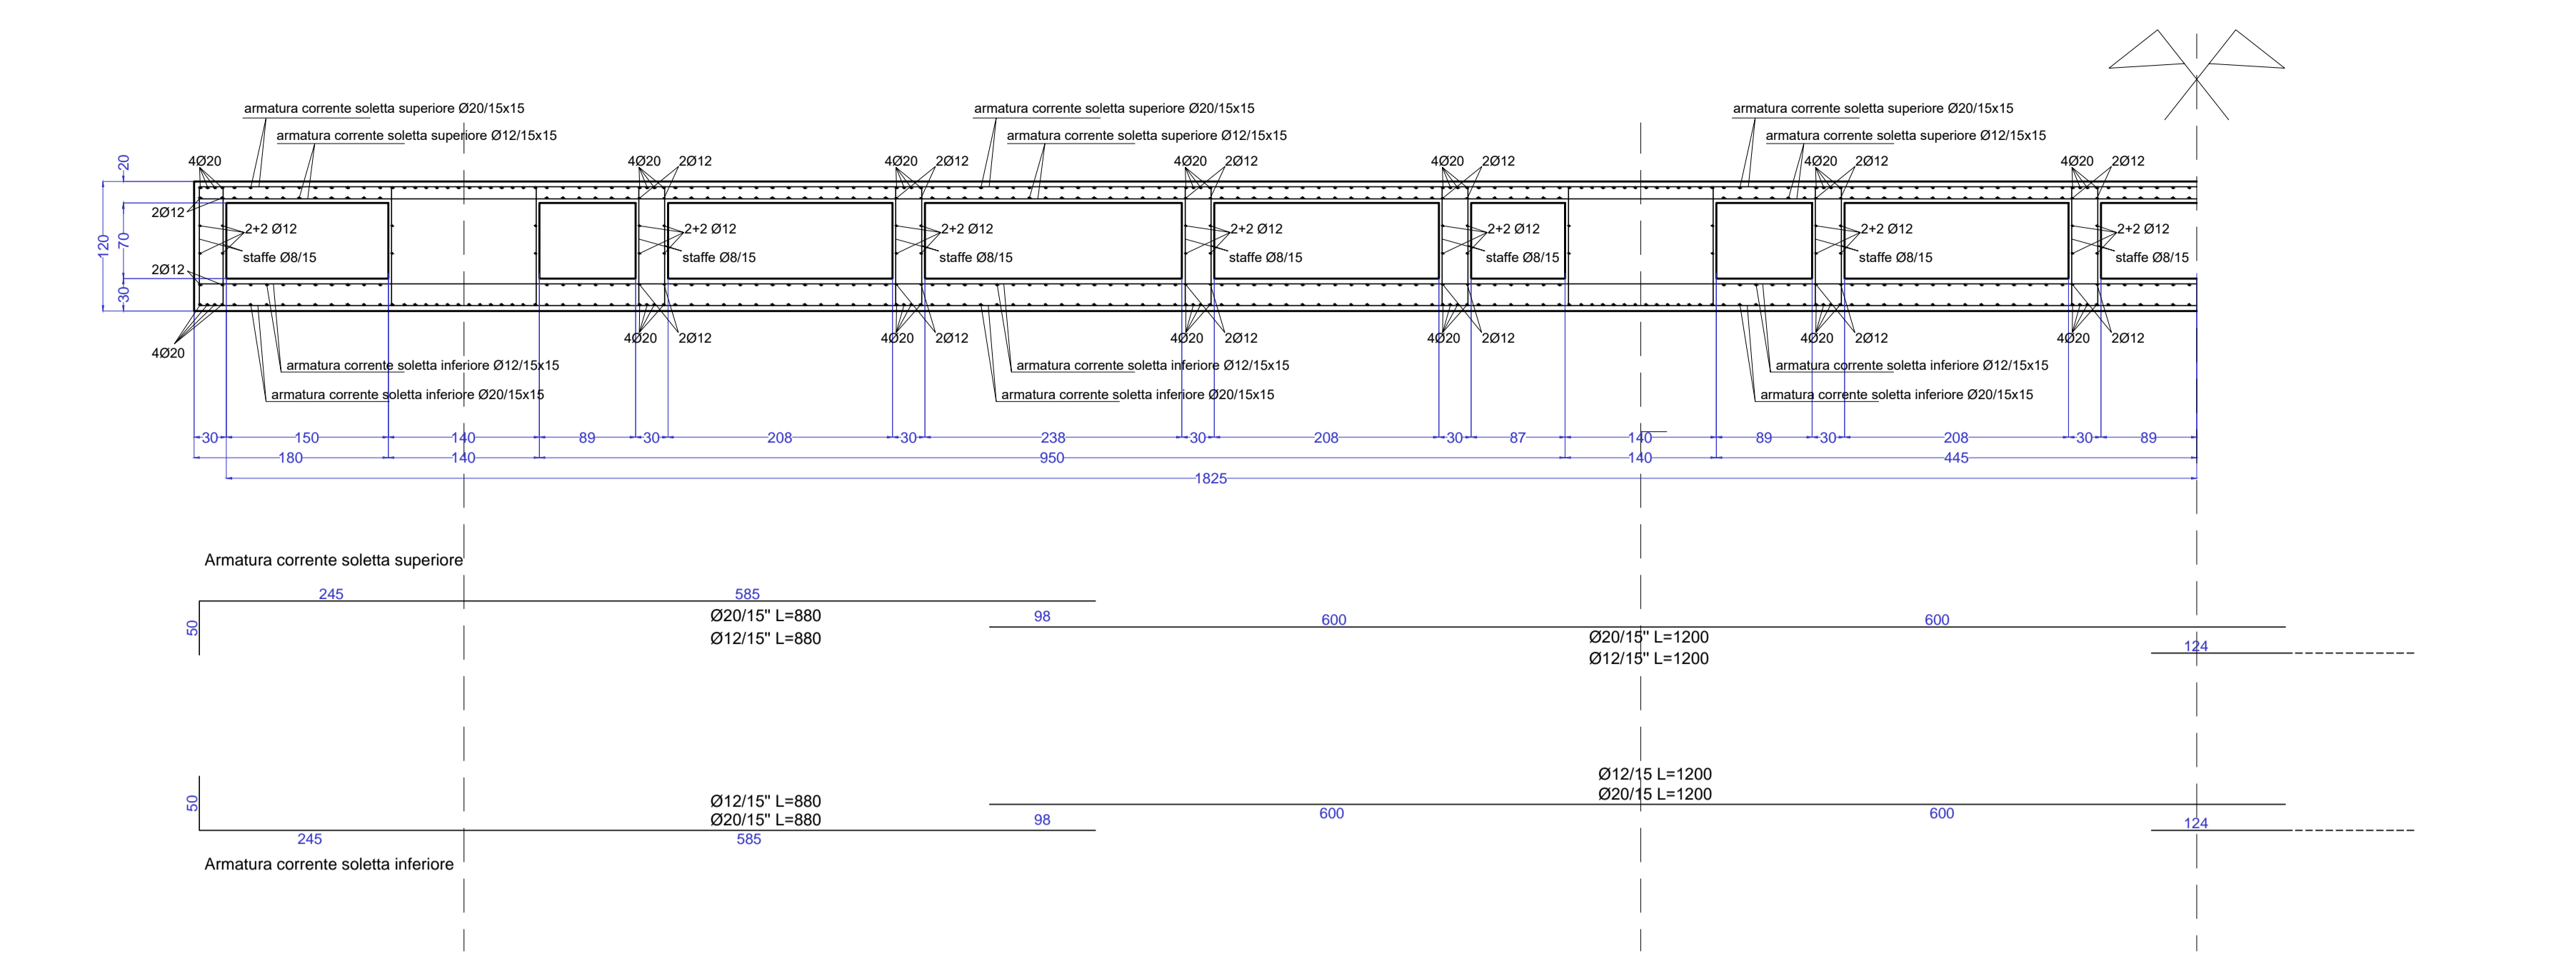 armatura corrente soletta superiore Ø20/15x15
armatura corrente soletta superiore Ø20/15x15
armatura corrente soletta superiore Ø20/15x15
armatura corrente soletta superiore Ø12/15x15
armatura corrente soletta superiore Ø12/15x15
armatura corrente soletta superiore Ø12/15x15
20
4Ø20
4Ø20 2Ø12
4Ø20 2Ø12
4Ø20 2Ø12
4Ø20 2Ø12
4Ø20 2Ø12
2Ø12
120
70
30
2+2 Ø12
2+2 Ø12
2+2 Ø12
2+2 Ø12
2+2 Ø12
2+2 Ø12
2+2 Ø12
staffe Ø8/15
staffe Ø8/15
staffe Ø8/15
staffe Ø8/15
staffe Ø8/15
staffe Ø8/15
staffe Ø8/15
2Ø12
4Ø20 2Ø12
4Ø20 2Ø12
4Ø20 2Ø12
4Ø20 2Ø12
4Ø20 2Ø12
4Ø20 2Ø12
4Ø20 2Ø12
4Ø20
armatura corrente soletta inferiore Ø12/15x15
armatura corrente soletta inferiore Ø12/15x15
armatura corrente soletta inferiore Ø12/15x15
armatura corrente soletta inferiore Ø20/15x15
armatura corrente soletta inferiore Ø20/15x15
armatura corrente soletta inferiore Ø20/15x15
30 150 140 89 30 208 30 238 30 208 30 87 140 89 30 208 30 89
180 140 950 140 445
1825
Armatura corrente soletta superiore
245 585
50
Ø20/15" L=880
98
600 600
Ø12/15" L=880
Ø20/15" L=1200
124
Ø12/15" L=1200
Ø12/15 L=1200
Ø20/15 L=1200
50
Ø12/15" L=880
Ø20/15" L=880
98
600 600
124
245 585
Armatura corrente soletta inferiore